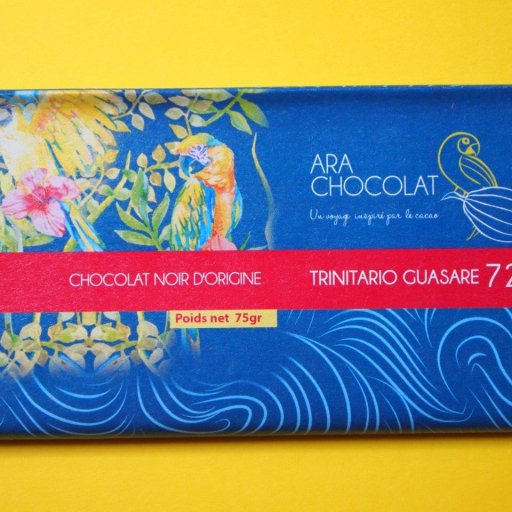 ARA
CHOCOLAT
Un voyage inspiré par le cacao
CHOCOLAT NOIR D'ORIGINE
TRINITARIO GUASARE 72
Poids net 75gr